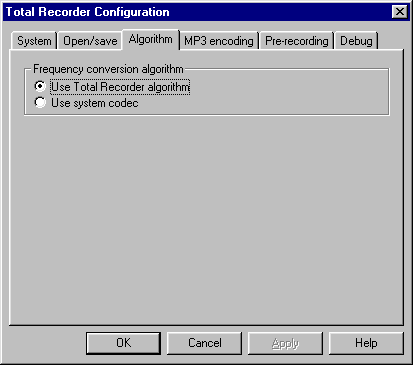 Total Recorder Configuration
System Open/save Algorithm MP3 encoding Pre-recording Debug
Frequency conversion algorithm
Use Total Recorder algorithm
Use system codec
OK Cancel Apply Help